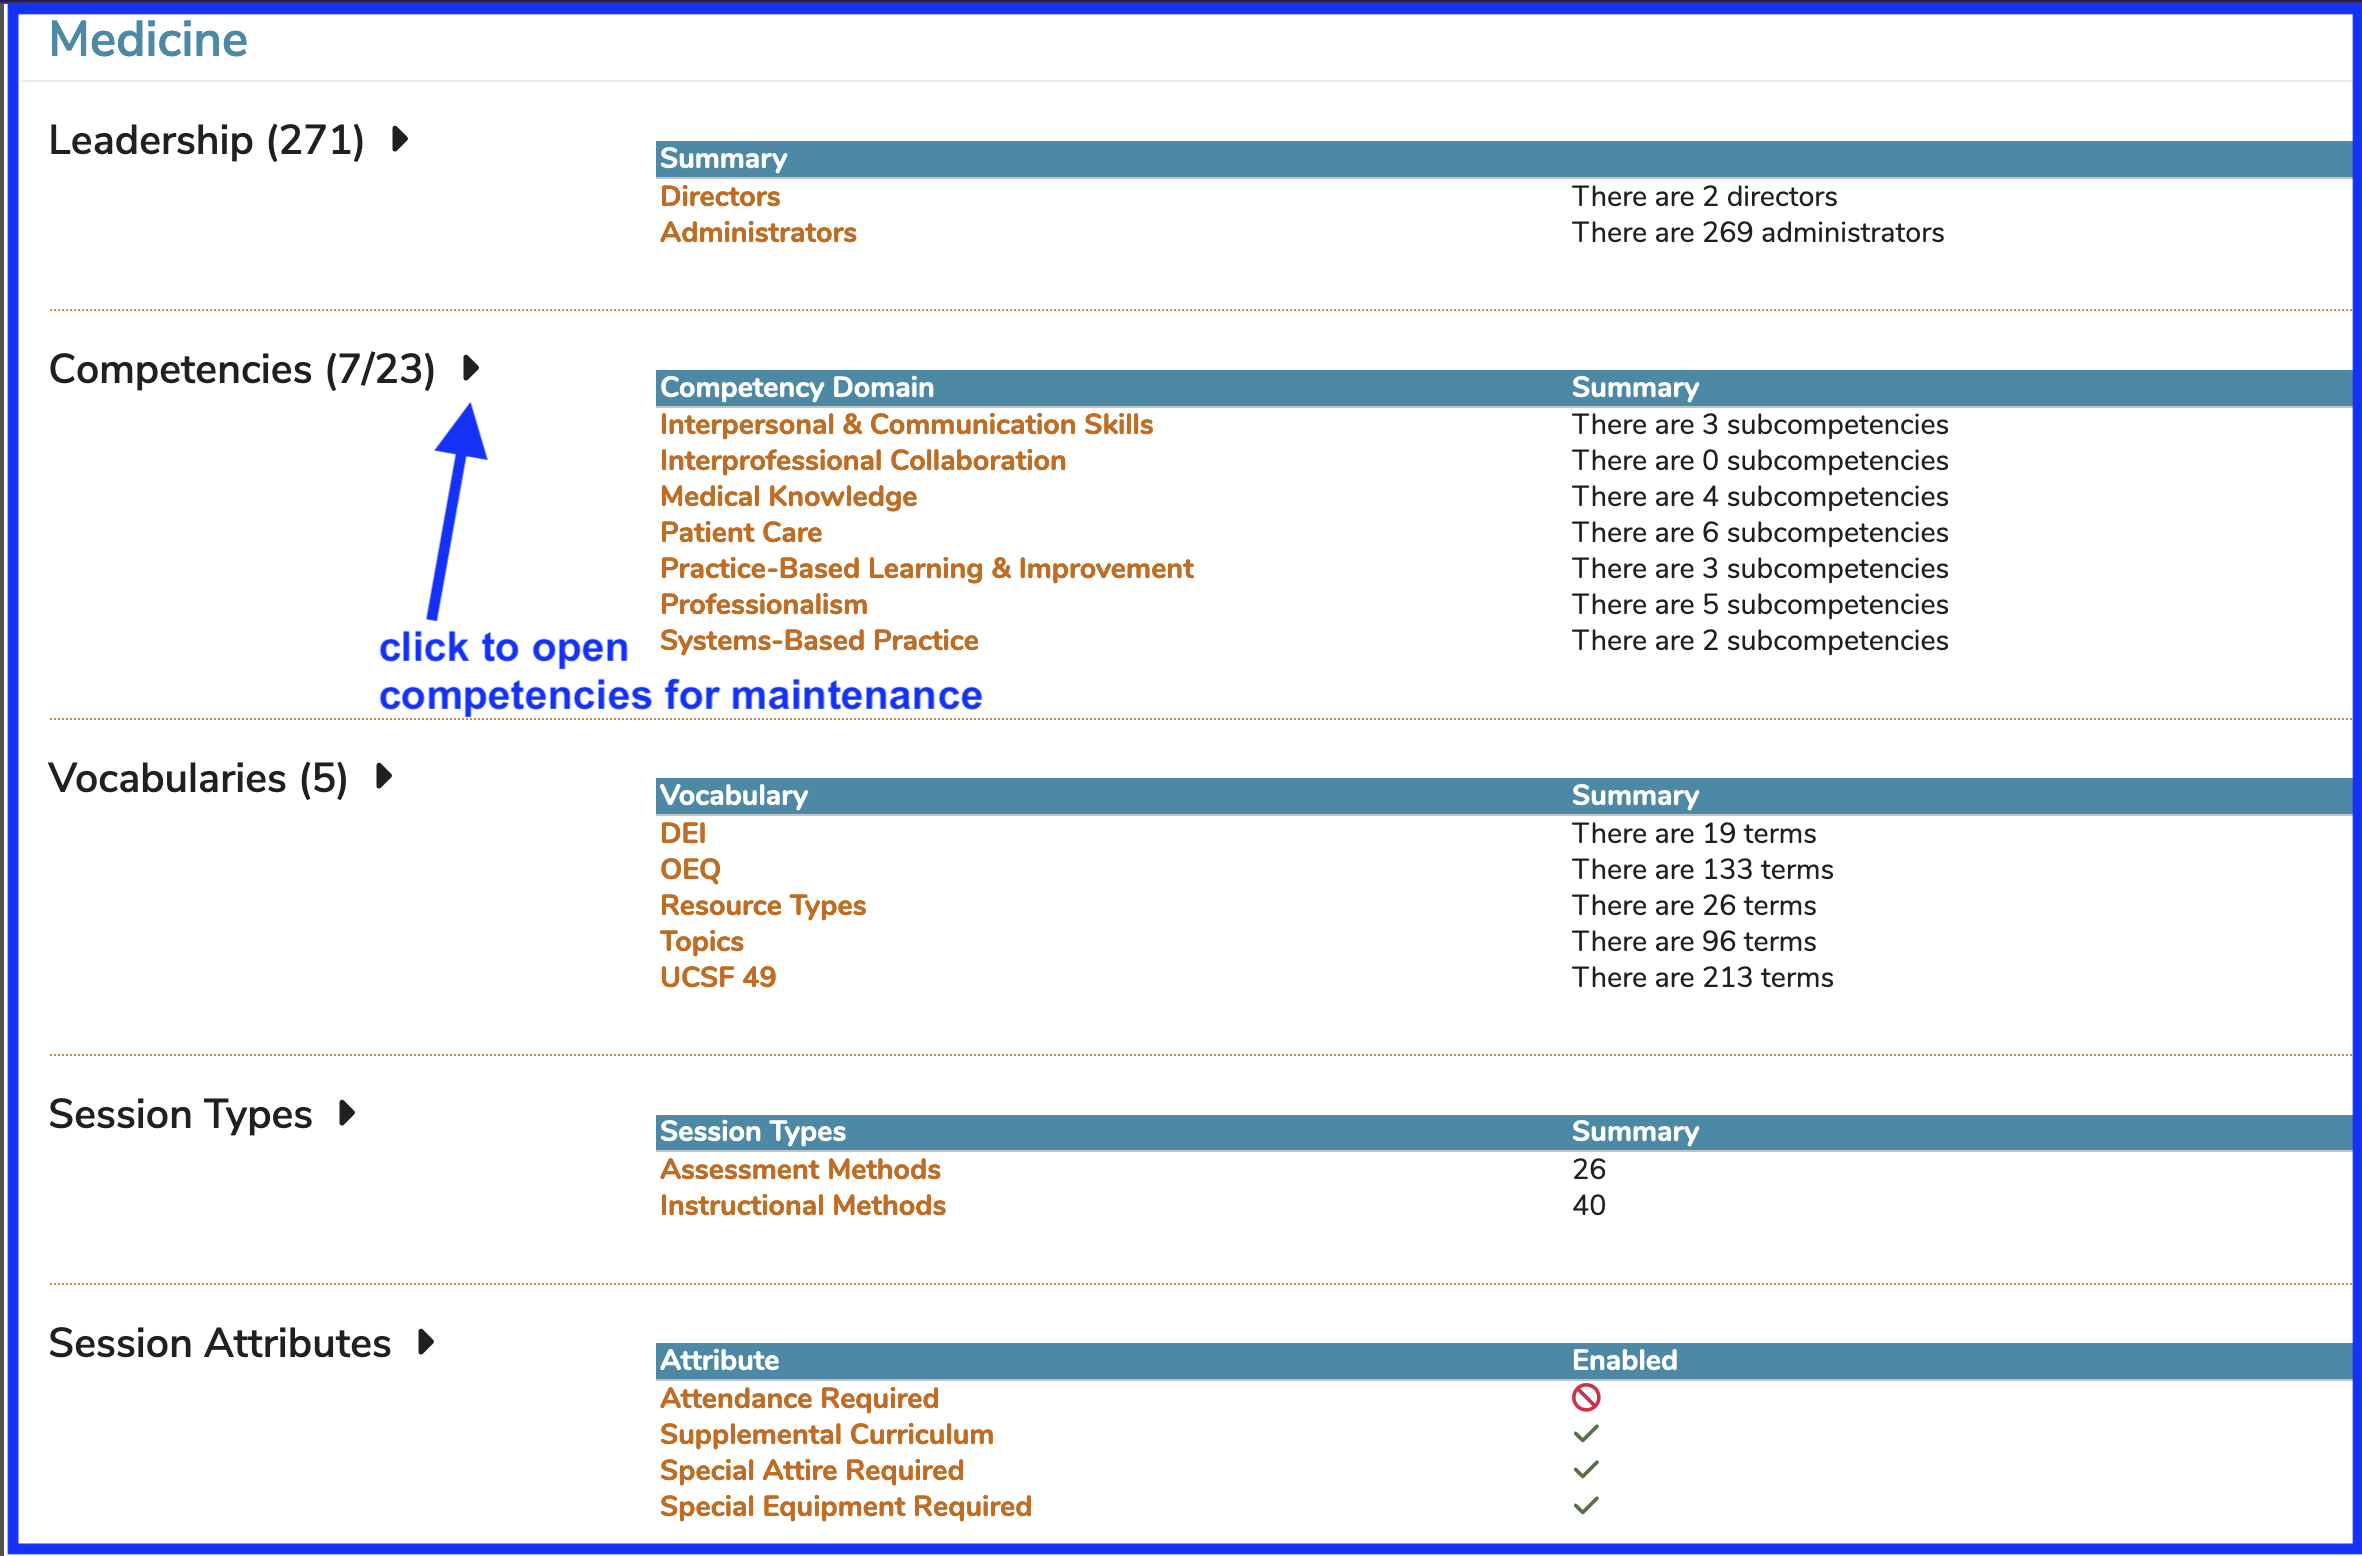 Medicine
Leadership (271)
Summary
Directors There are 2 directors
Administrators There are 269 administrators
Competencies (7/23)
Competency Domain Summary
Interpersonal & Communication Skills There are 3 subcompetencies
Interprofessional Collaboration There are 0 subcompetencies
Medical Knowledge There are 4 subcompetencies
Patient Care There are 6 subcompetencies
Practice-Based Learning & Improvement There are 3 subcompetencies
Professionalism There are 5 subcompetencies
Systems-Based Practice There are 2 subcompetencies
click to open
competencies for maintenance
Vocabularies (5)
Vocabulary Summary
DEI There are 19 terms
OEQ There are 133 terms
Resource Types There are 26 terms
Topics There are 96 terms
UCSF 49 There are 213 terms
Session Types
Session Types Summary
Assessment Methods 26
Instructional Methods 40
Session Attributes
Attribute Enabled
Attendance Required
Supplemental Curriculum
Special Attire Required
Special Equipment Required